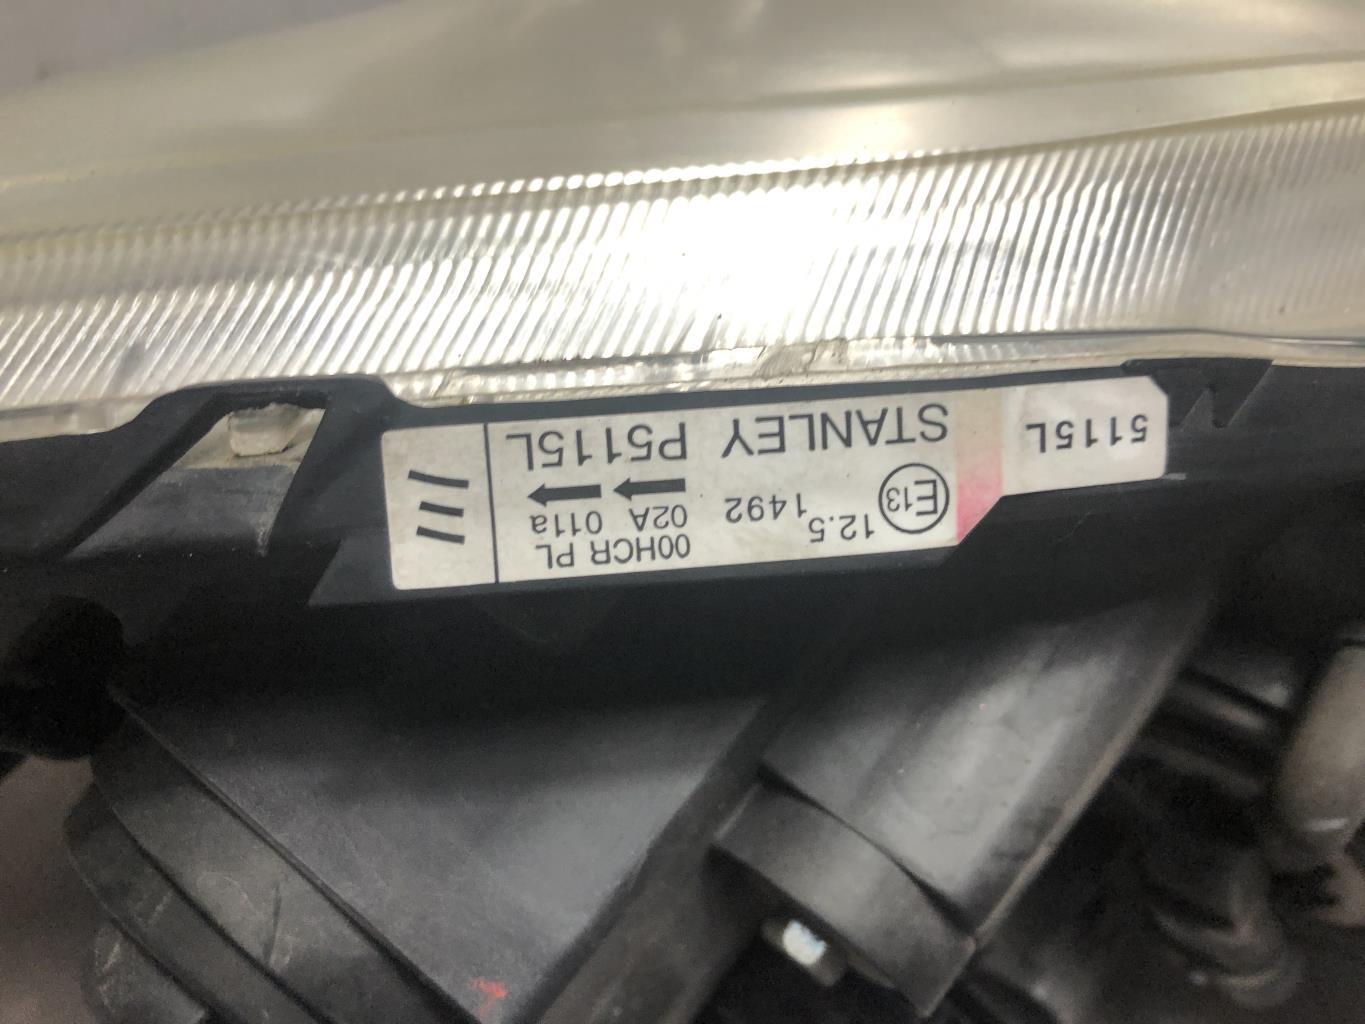 5115L
STANLEY P5115L
E13
12.5
1492
02A 011a
00HCR PL